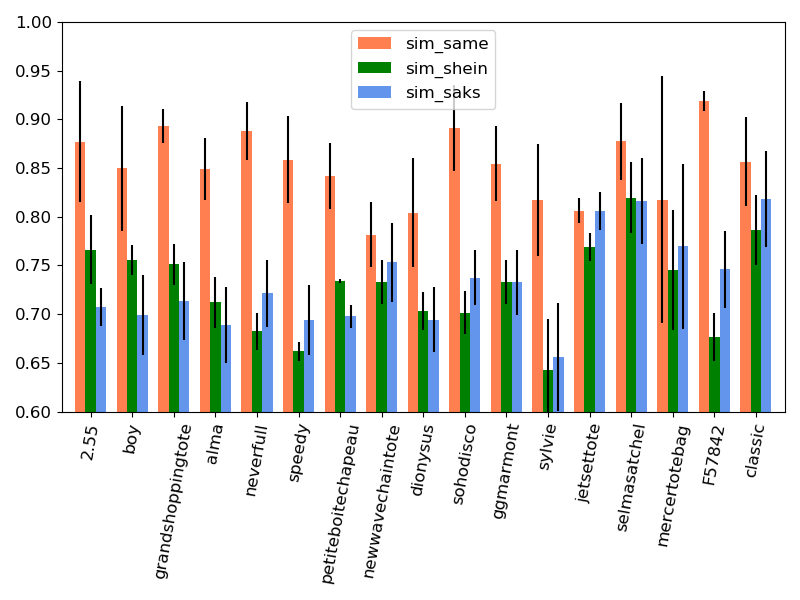 1.00
0.95
0.90
0.85
0.80
0.75
0.70
0.65
0.60
sim_same
sim_shein
sim_saks
2.55
boy
grandshoppingtote
alma
neverfull
speedy
petiteboitechapeau
newwavechaintote
dionysus
sohodisco
ggmarmont
sylvie
jetsettote
selmasatchel
mercertotebag
F57842
classic